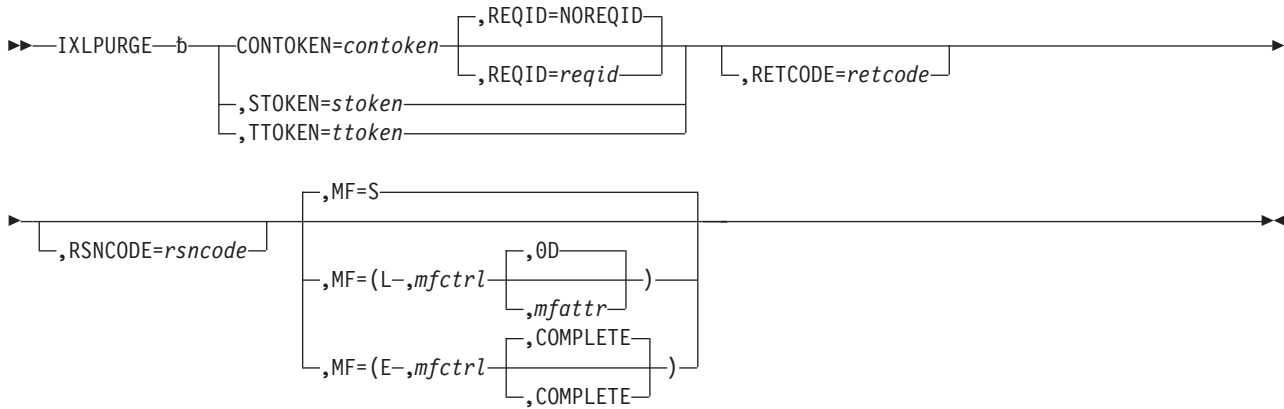 ,REQID=NOREQID
IXLPURGE ƀ CONTOKEN=contoken
,REQID=reqid ,RETCODE=retcode
,STOKEN=stoken
,TTOKEN=ttoken
,MF=S
,RSNCODE=rsncode
,0D
,MF=(L ,mfctrl )
,mfattr
,COMPLETE
,MF=(E ,mfctrl )
,COMPLETE